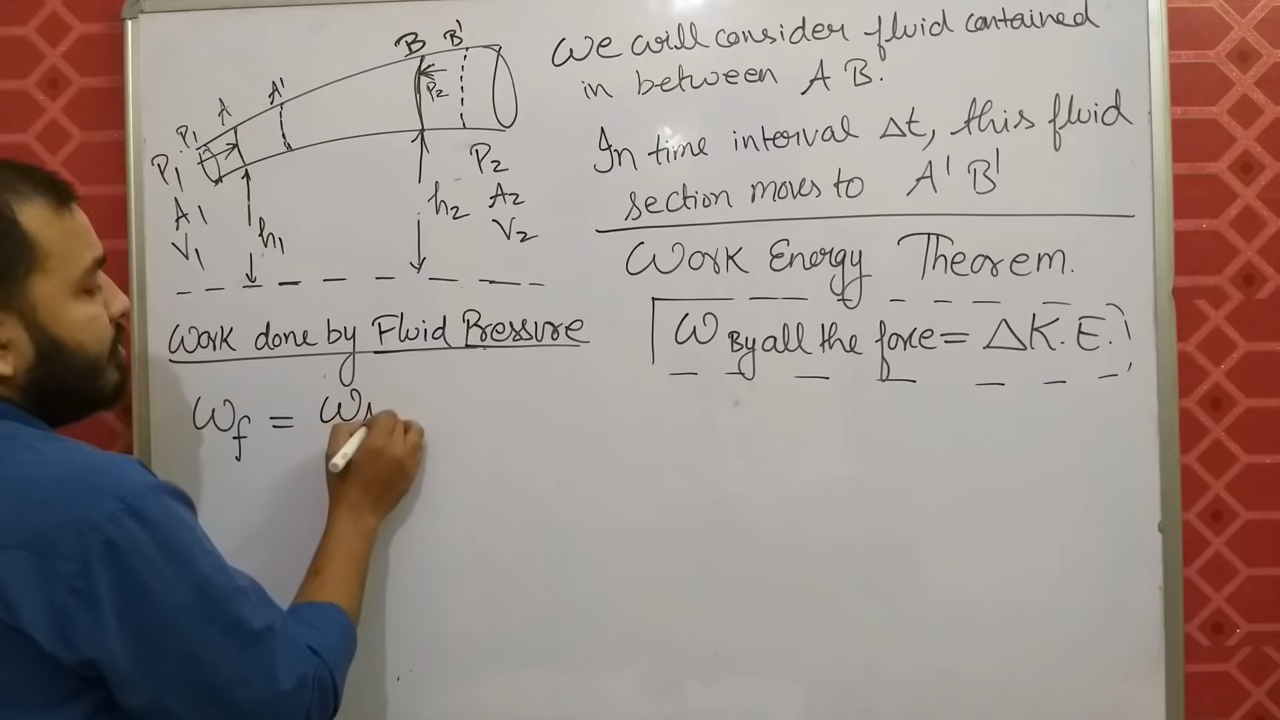 B B'
A A'
P1 P2
P1 P2
A1 h2 A2
V1 h1 V2
We will consider fluid contained
in between A B.
In time interval Δt, this fluid
section moves to A' B'
Work Energy Theorem.
W By all the force = ΔK.E.
Work done by Fluid Pressure
Wf = W